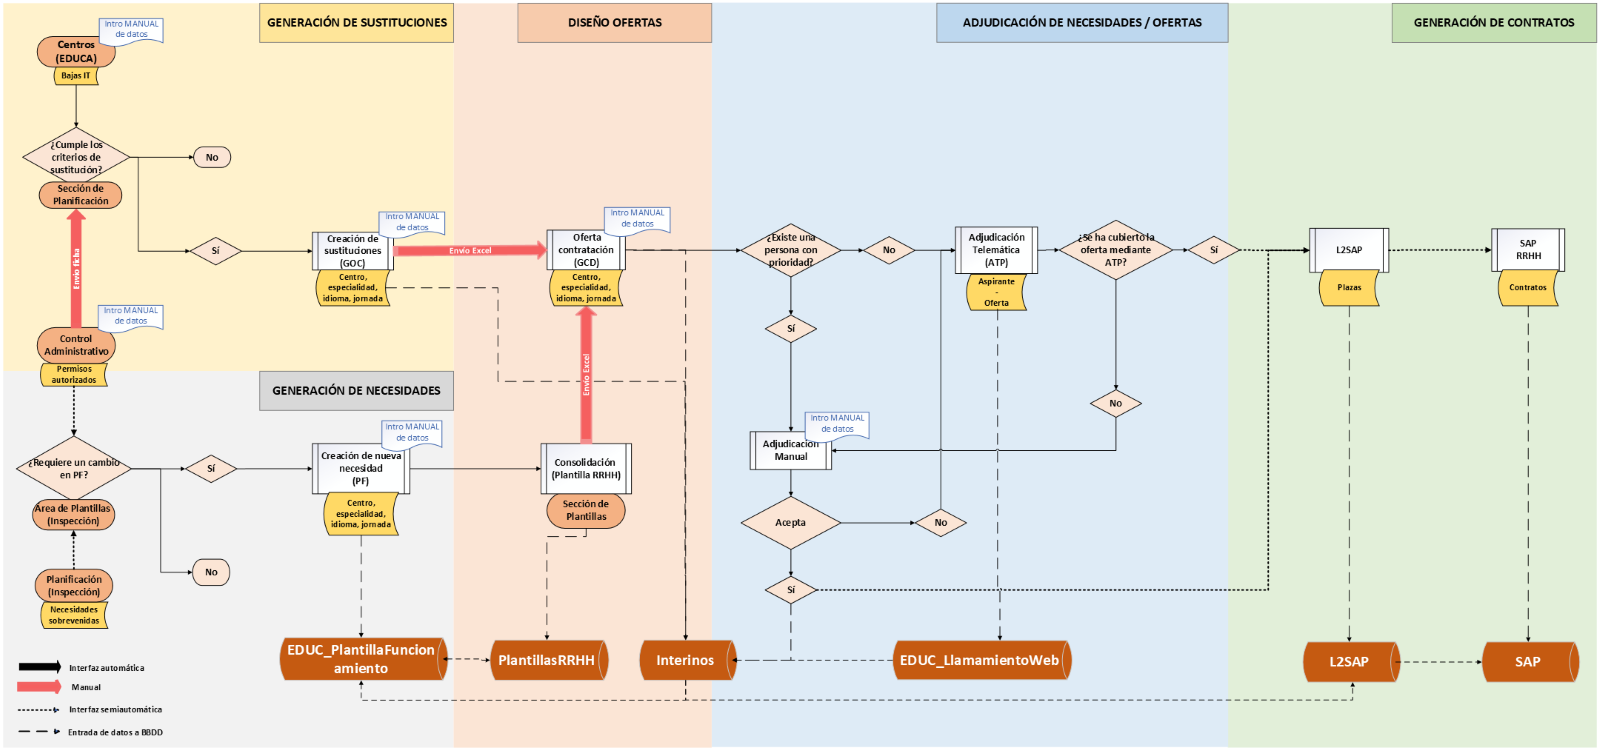 GENERACIÓN DE SUSTITUCIONES
DISEÑO OFERTAS
ADJUDICACIÓN DE NECESIDADES / OFERTAS
GENERACIÓN DE CONTRATOS
Intro MANUAL
de datos
Centros
(EDUCA)
Bajas IT
¿Cumple los
criterios de
sustitución?
No
Sección de
Planificación
Envío ficha
Sí
Intro MANUAL
de datos
Creación de
sustituciones
(GOC)
Centro,
especialidad,
idioma, jornada
Envío Excel
Intro MANUAL
de datos
Oferta
contratación
(GCD)
Centro,
especialidad,
idioma, jornada
Envío Excel
¿Existe una
persona con
prioridad?
No
Sí
Adjudicación
Telemática
(ATP)
Aspirante
-
Oferta
¿Se ha cubierto la
oferta mediante
ATP?
Sí
No
L2SAP
Plazas
SAP
RRHH
Contratos
Intro MANUAL
de datos
Control
Administrativo
Permisos
autorizados
GENERACIÓN DE NECESIDADES
¿Requiere un cambio
en PF?
Sí
No
Área de Plantillas
(Inspección)
Planificación
(Inspección)
Necesidades
sobrevenidas
Intro MANUAL
de datos
Creación de nueva
necesidad
(PF)
Centro,
especialidad,
idioma, jornada
Consolidación
(Plantilla RRHH)
Sección de
Plantillas
Intro MANUAL
de datos
Adjudicación
Manual
Acepta
No
Sí
EDUC_PlantillaFuncion
amiento
PlantillasRRHH
Interinos
EDUC_LlamamientoWeb
L2SAP
SAP
Interfaz automática
Manual
Interfaz semiautomática
Entrada de datos a BBDD